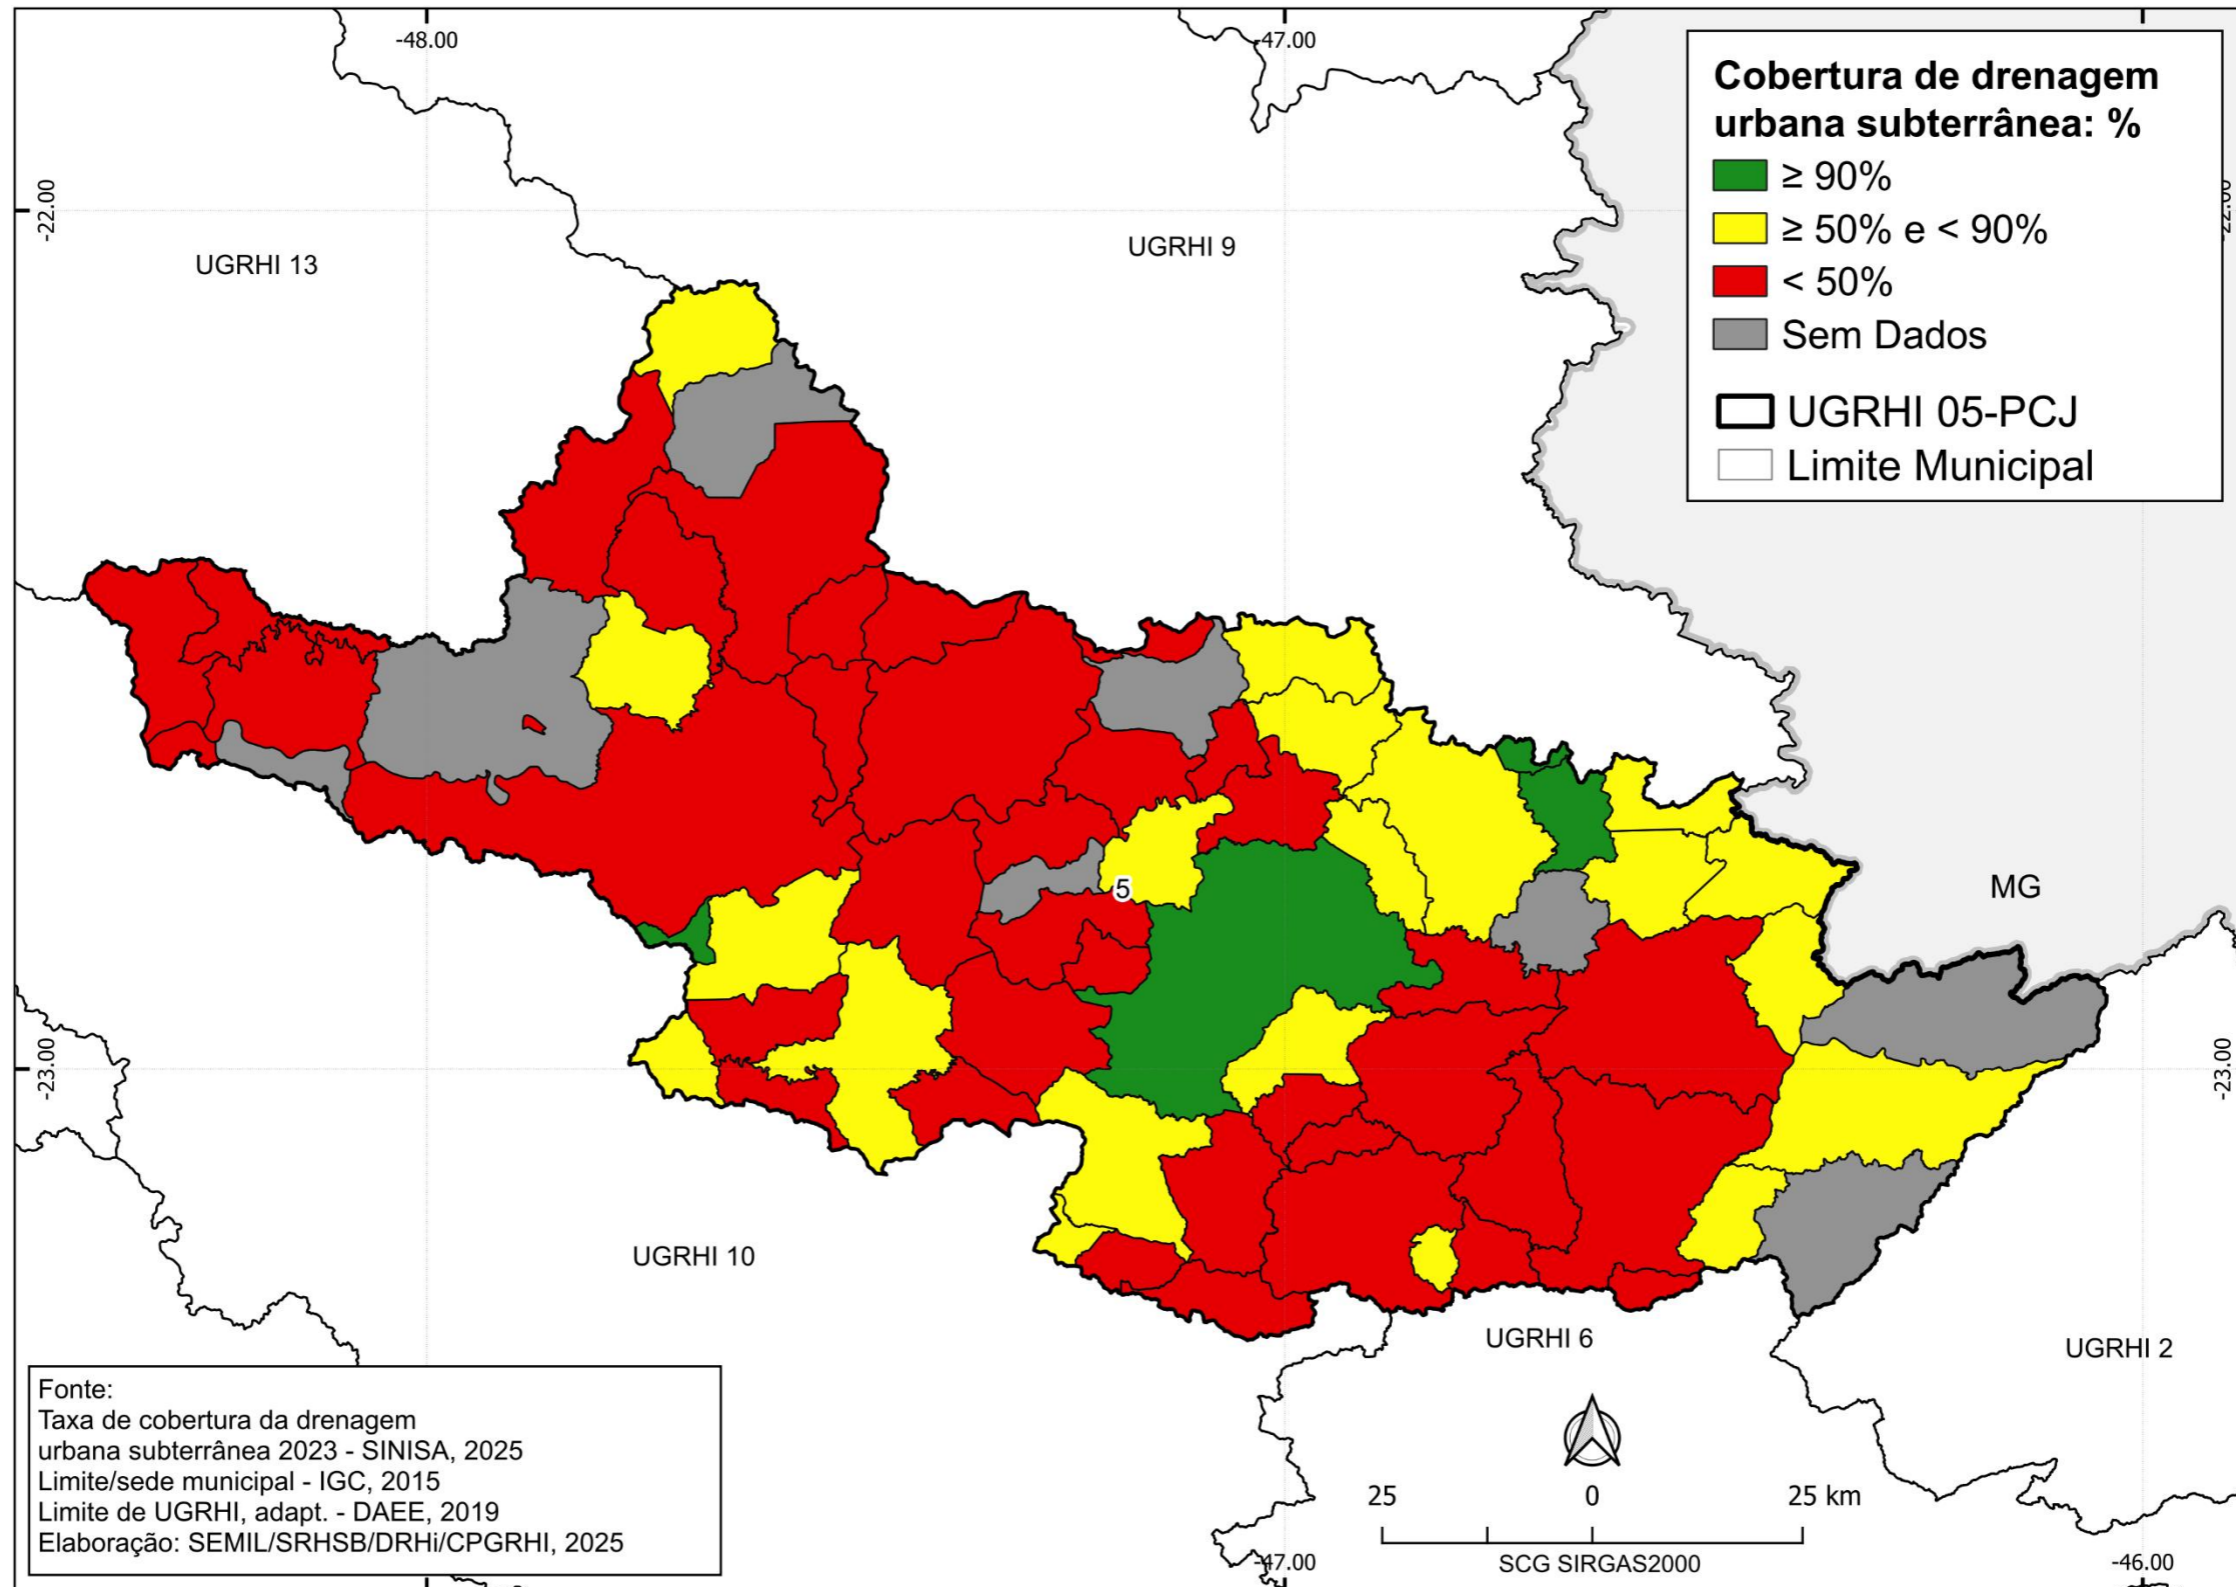 -48.00
-47.00
Cobertura de drenagem
urbana subterrânea: %
≥ 90%
≥ 50% e < 90%
< 50%
Sem Dados
UGRHI 05-PCJ
Limite Municipal
-22.00
-22.00
UGRHI 13
UGRHI 9
5
MG
-23.00
-23.00
UGRHI 10
UGRHI 6
UGRHI 2
Fonte:
Taxa de cobertura da drenagem
urbana subterrânea 2023 - SINISA, 2025
Limite/sede municipal - IGC, 2015
Limite de UGRHI, adapt. - DAEE, 2019
Elaboração: SEMIL/SRHSB/DRHi/CPGRHI, 2025
25 0 25 km
SCG SIRGAS2000
-47.00
-46.00